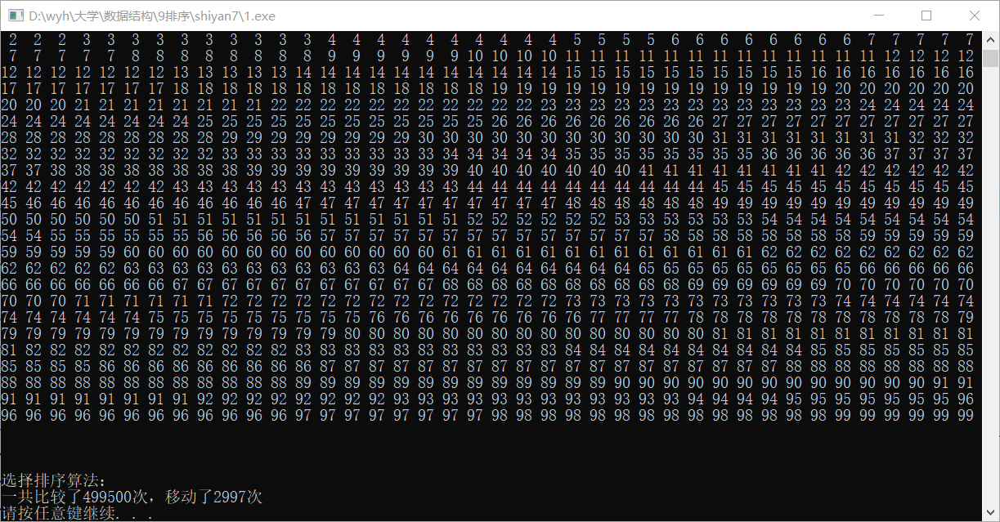 D:\wyh\大学\数据结构\9排序\shiyan7\1.exe
2 2 2 3 3 3 3 3 3 3 3 3 3 4 4 4 4 4 4 4 4 4 4 5 5 5 5 6 6 6 6 6 6 6 6 7 7 7 7 7
7 7 7 7 7 8 8 8 8 8 8 8 8 9 9 9 9 9 9 10 10 10 10 11 11 11 11 11 11 11 11 11 11 11 11 11 12 12 12 12
12 12 12 12 12 12 12 13 13 13 13 13 14 14 14 14 14 14 14 14 14 14 14 15 15 15 15 15 15 15 15 15 15 16 16 16 16 16 16 16
17 17 17 17 17 17 17 18 18 18 18 18 18 18 18 18 18 18 18 18 19 19 19 19 19 19 19 19 19 19 19 19 19 19 20 20 20 20 20 20
20 20 20 21 21 21 21 21 21 21 21 22 22 22 22 22 22 22 22 22 22 22 23 23 23 23 23 23 23 23 23 23 23 23 23 24 24 24 24 24
24 24 24 24 24 24 24 24 25 25 25 25 25 25 25 25 25 25 25 25 26 26 26 26 26 26 26 26 26 27 27 27 27 27 27 27 27 27 27 27
28 28 28 28 28 28 28 28 28 29 29 29 29 29 29 29 29 30 30 30 30 30 30 30 30 30 30 30 30 31 31 31 31 31 31 31 31 32 32 32
32 32 32 32 32 32 32 32 32 33 33 33 33 33 33 33 33 33 34 34 34 34 34 35 35 35 35 35 35 35 35 36 36 36 36 36 37 37 37 37
37 37 38 38 38 38 38 38 38 38 39 39 39 39 39 39 39 39 39 40 40 40 40 40 40 40 41 41 41 41 41 41 41 41 42 42 42 42 42 42
42 42 42 42 42 42 42 43 43 43 43 43 43 43 43 43 43 43 43 44 44 44 44 44 44 44 44 44 44 45 45 45 45 45 45 45 45 45 45 45
45 46 46 46 46 46 46 46 46 46 46 46 47 47 47 47 47 47 47 47 47 47 47 48 48 48 48 48 48 49 49 49 49 49 49 49 49 49 49 49
50 50 50 50 50 50 51 51 51 51 51 51 51 51 51 51 51 51 51 52 52 52 52 52 52 53 53 53 53 53 53 54 54 54 54 54 54 54 54 54
54 54 55 55 55 55 55 55 56 56 56 56 56 57 57 57 57 57 57 57 57 57 57 57 57 57 57 58 58 58 58 58 58 58 58 59 59 59 59 59
59 59 59 59 59 60 60 60 60 60 60 60 60 60 60 60 60 60 61 61 61 61 61 61 61 61 61 61 61 61 61 62 62 62 62 62 62 62 62 62
62 62 62 62 62 63 63 63 63 63 63 63 63 63 63 63 64 64 64 64 64 64 64 64 64 64 65 65 65 65 65 65 65 65 65 66 66 66 66 66
66 66 66 66 66 66 66 67 67 67 67 67 67 67 67 67 67 67 68 68 68 68 68 68 68 68 68 68 69 69 69 69 69 69 70 70 70 70 70 70
70 70 70 71 71 71 71 71 71 72 72 72 72 72 72 72 72 72 72 72 72 72 72 73 73 73 73 73 73 73 73 73 73 73 74 74 74 74 74 74
74 74 74 74 74 74 75 75 75 75 75 75 75 75 75 76 76 76 76 76 76 76 76 76 77 77 77 77 78 78 78 78 78 78 78 78 78 78 78 79
79 79 79 79 79 79 79 79 79 79 79 79 79 79 80 80 80 80 80 80 80 80 80 80 80 80 80 80 80 81 81 81 81 81 81 81 81 81 81 81
81 82 82 82 82 82 82 82 82 82 82 82 83 83 83 83 83 83 83 83 83 83 83 84 84 84 84 84 84 84 84 84 84 85 85 85 85 85 85 85
85 85 85 85 86 86 86 86 86 86 86 86 86 87 87 87 87 87 87 87 87 87 87 87 87 87 87 87 87 87 87 87 88 88 88 88 88 88 88 88
88 88 88 88 88 88 88 88 88 88 88 88 89 89 89 89 89 89 89 89 89 89 89 89 89 90 90 90 90 90 90 90 90 90 90 90 90 90 91 91
91 91 91 91 91 91 91 91 92 92 92 92 92 92 92 92 93 93 93 93 93 93 93 93 93 93 93 93 94 94 94 94 95 95 95 95 95 95 95 96
96 96 96 96 96 96 96 96 96 96 96 96 97 97 97 97 97 97 97 97 98 98 98 98 98 98 98 98 98 98 98 98 98 98 99 99 99 99 99 99
选择排序算法：
一共比较了499500次，移动了2997次
请按任意键继续. . .